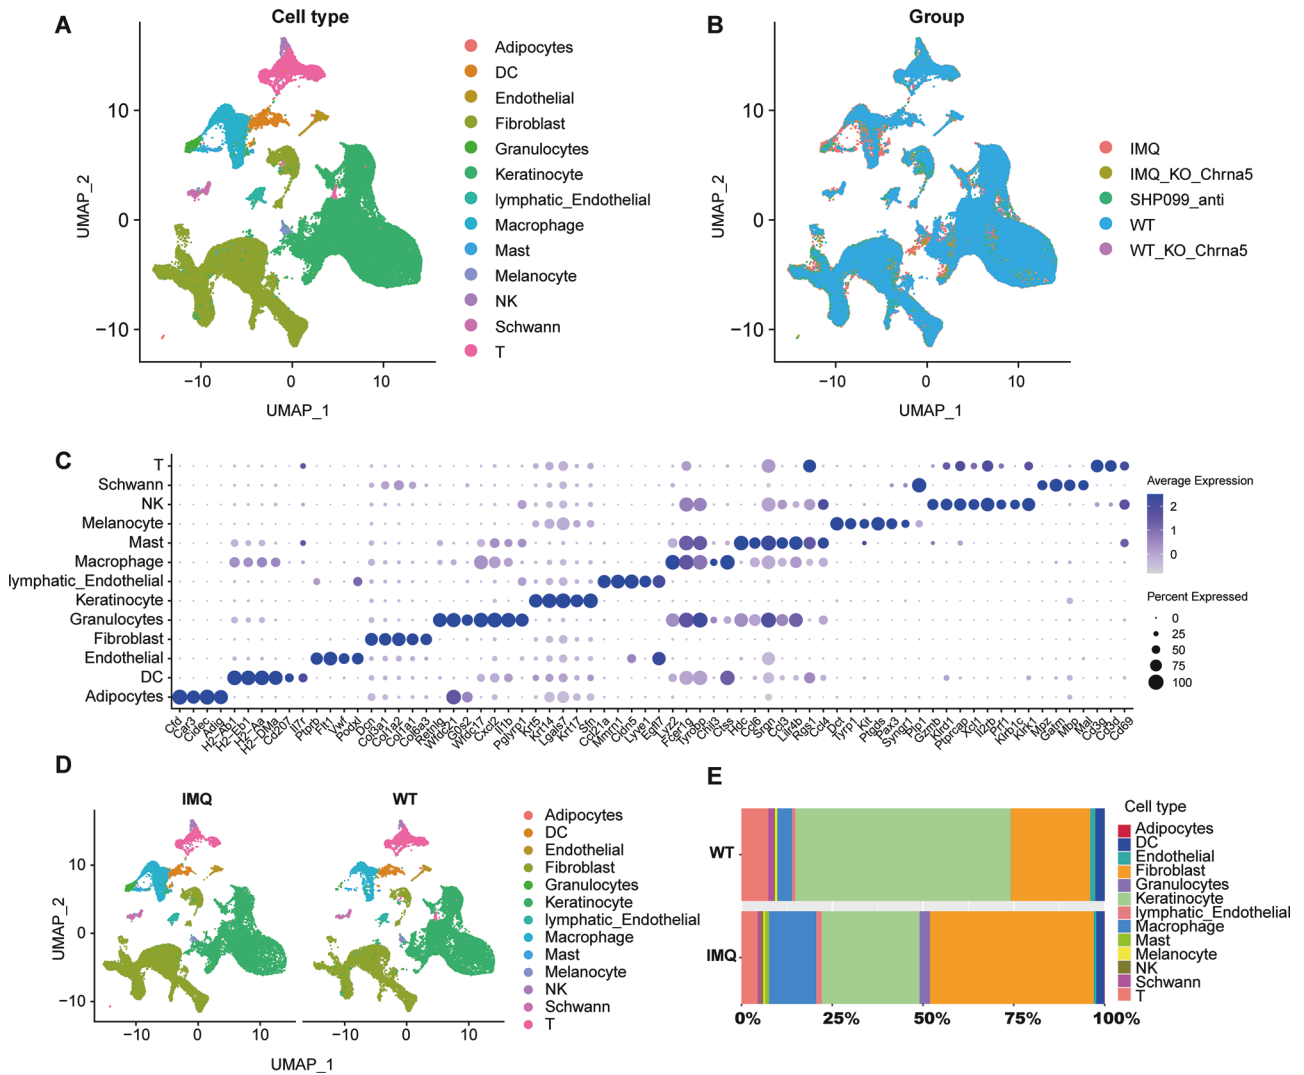 A
Cell type
10
0
−10
UMAP_2
−10
0
10
UMAP_1
Adipocytes
DC
Endothelial
Fibroblast
Granulocytes
Keratinocyte
lymphatic_Endothelial
Macrophage
Mast
Melanocyte
NK
Schwann
T
B
Group
10
0
−10
UMAP_2
−10
0
10
UMAP_1
IMQ
IMQ_KO_Chrna5
SHP099_anti
WT
WT_KO_Chrna5
C
T
Schwann
NK
Melanocyte
Mast
Macrophage
lymphatic_Endothelial
Keratinocyte
Granulocytes
Fibroblast
Endothelial
DC
Adipocytes
Cfd
Car3
Cidec
Adig
H2−Ab1
H2−Eb1
H2−Aa
H2−DMa
Cd207
Il7r
Ptprb
Flt1
Vwf
Podxl
Dcn
Col3a1
Col1a2
Col1a1
Col6a3
Retnlg
Wfdc21
G0s2
Wfdc17
Cxcl2
Il1b
Pglyrp1
Krt5
Krt14
Lgals7
Krt17
Sfn
Ccl21a
Mmrn1
Cldn5
Lyve1
Egfl7
Lyz2
Fcer1g
Tyrobp
Chil3
Ctss
Hdc
Ccl6
Srgn
Ccl3
Lilr4b
Rgs1
Ccl4
Dct
Tyrp1
Kit
Ptgds
Pax3
Syngr1
Plp1
Gzmb
Klrd1
Ptprcap
Xcl1
Il2rb
Prf1
Klrb1c
Klrk1
Mpz
Gatm
Mbp
Mal
Cd3g
Cd3d
Cd69
Average Expression
2
1
0
Percent Expressed
0
25
50
75
100
D
IMQ
WT
10
0
−10
UMAP_2
−10
0
10
−10
0
10
UMAP_1
Adipocytes
DC
Endothelial
Fibroblast
Granulocytes
Keratinocyte
lymphatic_Endothelial
Macrophage
Mast
Melanocyte
NK
Schwann
T
E
WT
IMQ
0%
25%
50%
75%
100%
Cell type
Adipocytes
DC
Endothelial
Fibroblast
Granulocytes
Keratinocyte
lymphatic_Endothelial
Macrophage
Mast
Melanocyte
NK
Schwann
T